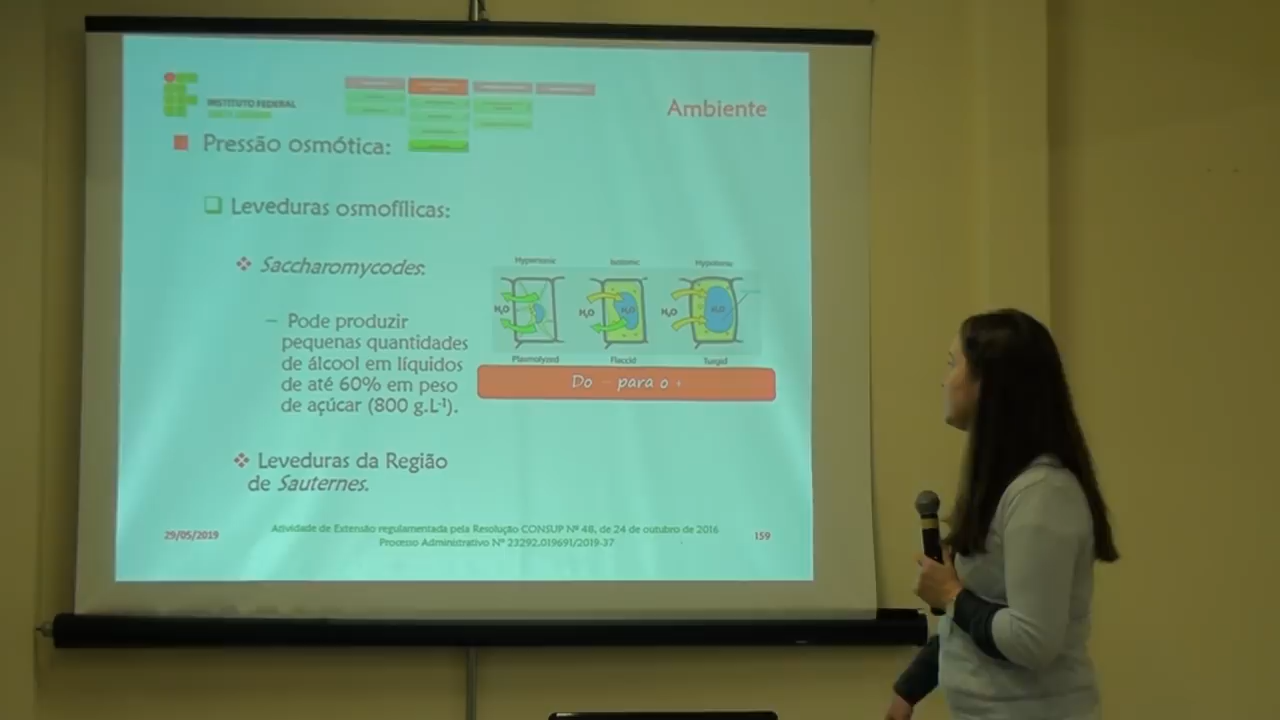 INSTITUTO FEDERAL
Ambiente
Pressão osmótica:
Leveduras osmofílicas:
Saccharomycodes:
– Pode produzir
pequenas quantidades
de álcool em líquidos
de até 60% em peso
de açúcar (800 g.L-¹).
Hypertonic Isotonic Hypotonic
H₂O H₂O H₂O H₂O H₂O
Plasmolyzed Flaccid Turgid
Do – para o +
Leveduras da Região
de Sauternes.
29/05/2019
Atividade de Extensão regulamentada pela Resolução CONSUP Nº 48, de 24 de outubro de 2016
Processo Administrativo Nº 23292.019691/2019-37
159